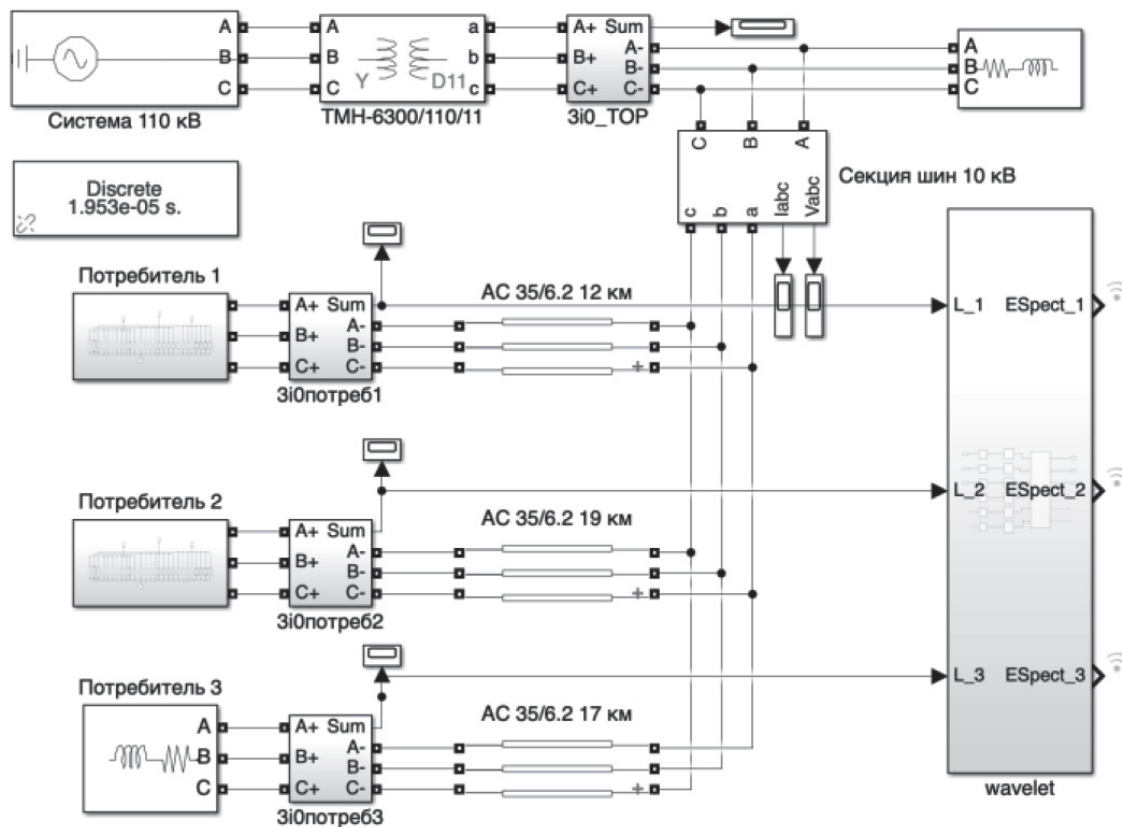 A A a A+ Sum
B B b B+ A- A
C C c C+ B- B
Y D11 C- C
Система 110 кВ ТМН-6300/110/11 3i0_TOP
C B A
Discrete
1.953e-05 s.
Секция шин 10 кВ
c b a Iabc Vabc
Потребитель 1
АС 35/6.2 12 км
A+ Sum
A-
B+
B-
C+ C-
3i0потреб1
L_1 ESpect_1
Потребитель 2
АС 35/6.2 19 км
A+ Sum
A-
B+
B-
C+ C-
3i0потреб2
L_2 ESpect_2
Потребитель 3
АС 35/6.2 17 км
A A+ Sum
A-
B B+
B-
C C+ C-
3i0потреб3
L_3 ESpect_3
wavelet